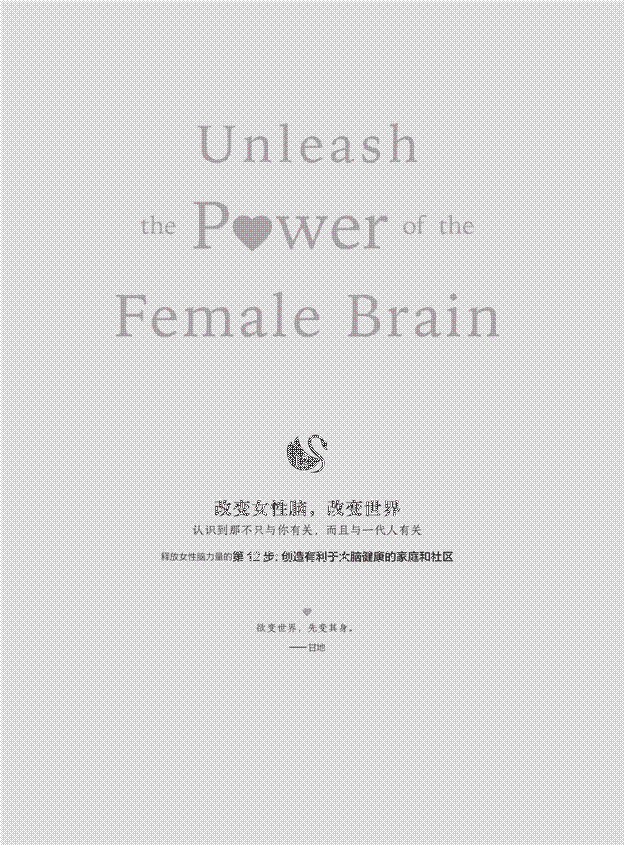 Unleash
the Power of the
Female Brain
改变女性脑，改变世界
认识到那不只与你有关，而且与一代人有关
释放女性脑力量的第 12 步：创造有利于大脑健康的家庭和社区
欲变世界，先变其身。
——甘地